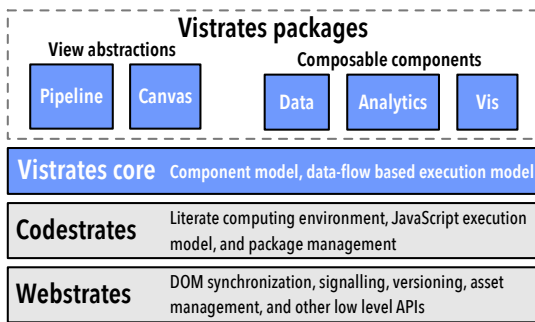 Vistrates packages
View abstractions
Composable components
Pipeline
Canvas
Data
Analytics
Vis
Vistrates core
Component model, data-flow based execution model
Codestrates
Literate computing environment, JavaScript execution
model, and package management
Webstrates
DOM synchronization, signalling, versioning, asset
management, and other low level APIs